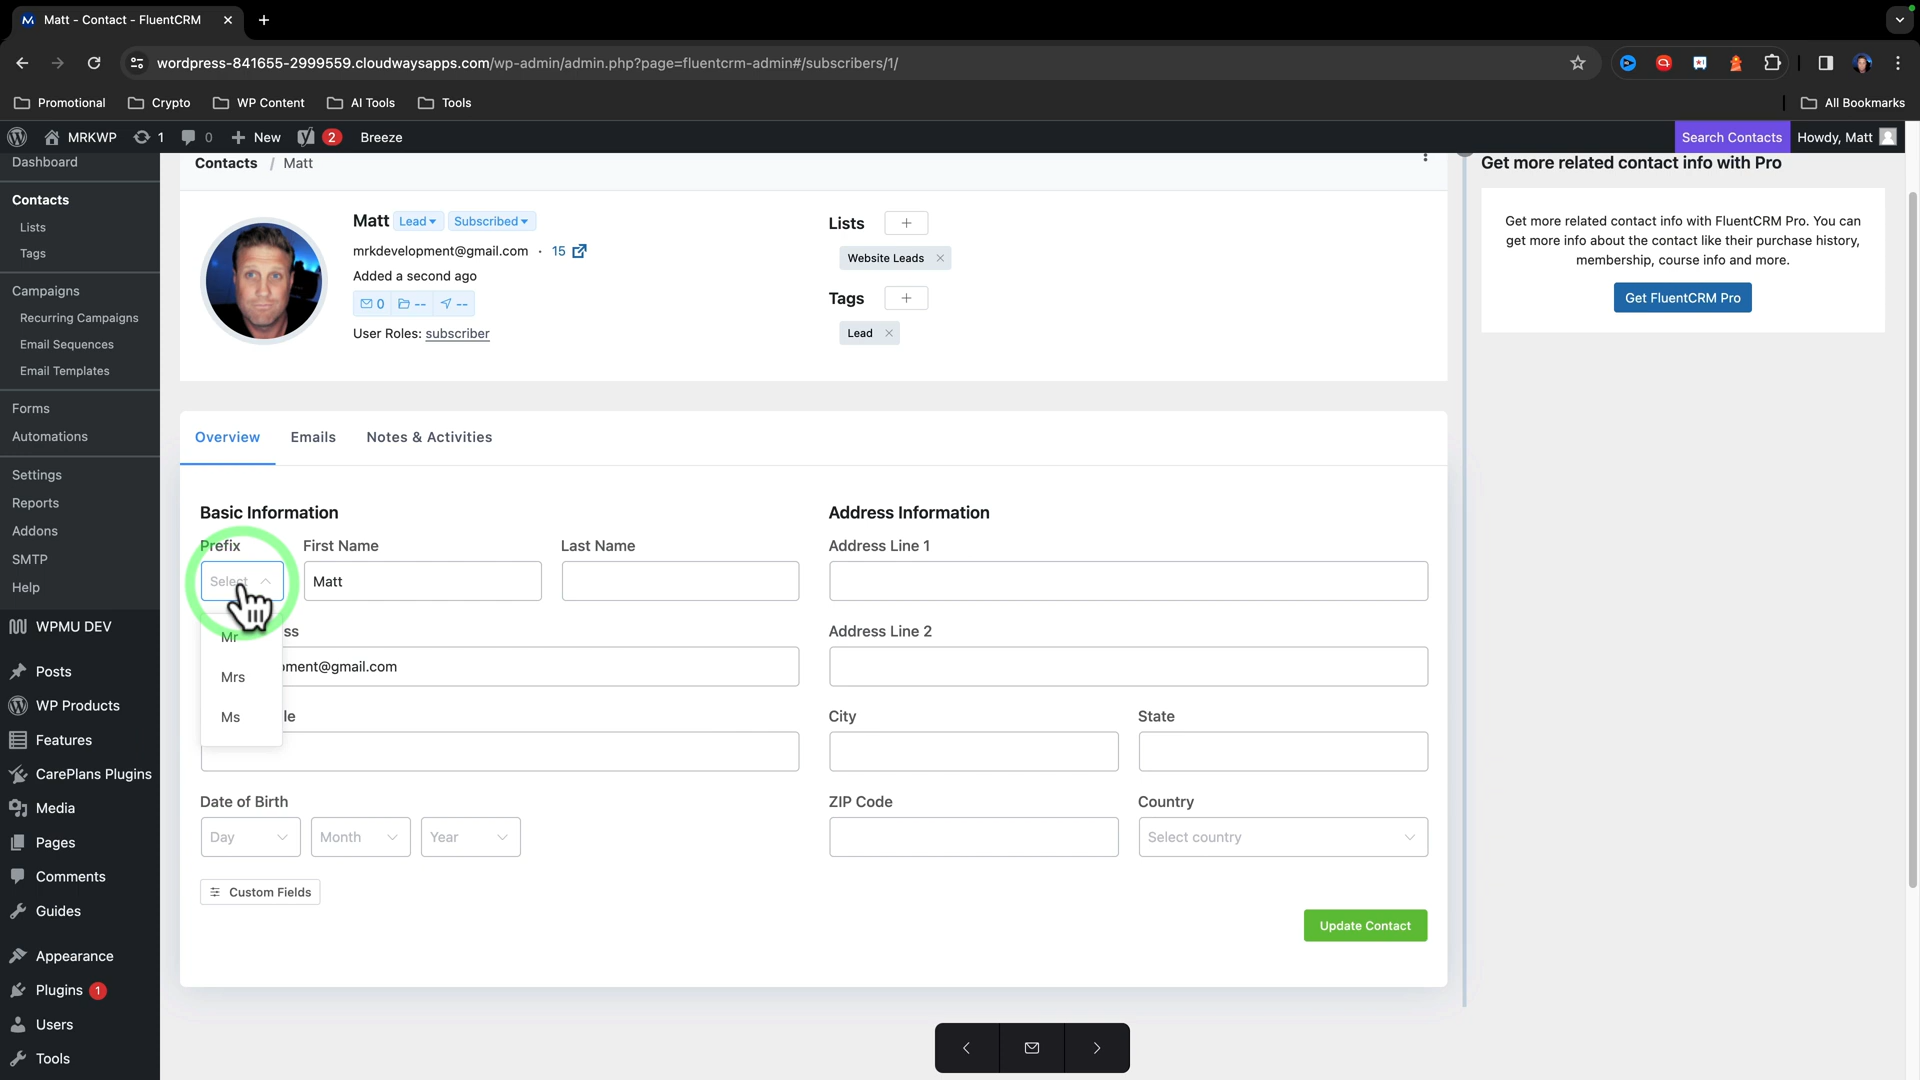 Matt - Contact - FluentCRM
wordpress-841655-2999559.cloudwaysapps.com/wp-admin/admin.php?page=fluentcrm-admin#/subscribers/1/
Promotional Crypto WP Content AI Tools Tools All Bookmarks
MRKWP 1 0 New 2 Breeze Search Contacts Howdy, Matt
Dashboard
Contacts
Lists
Tags
Campaigns
Recurring Campaigns
Email Sequences
Email Templates
Forms
Automations
Settings
Reports
Addons
SMTP
Help
WPMU DEV
Posts
WP Products
Features
CarePlans Plugins
Media
Pages
Comments
Guides
Appearance
Plugins 1
Users
Tools
Contacts / Matt
Matt Lead Subscribed
mrkdevelopment@gmail.com · 15
Added a second ago
0 -- --
User Roles: subscriber
Lists +
Website Leads ×
Tags +
Lead ×
Overview Emails Notes & Activities
Basic Information
Prefix First Name Last Name
Select Matt
Mr
Mrs
Ms
ss
ment@gmail.com
le
Date of Birth
Day Month Year
Custom Fields
Address Information
Address Line 1
Address Line 2
City State
ZIP Code Country
Select country
Update Contact
Get more related contact info with Pro
Get more related contact info with FluentCRM Pro. You can
get more info about the contact like their purchase history,
membership, course info and more.
Get FluentCRM Pro